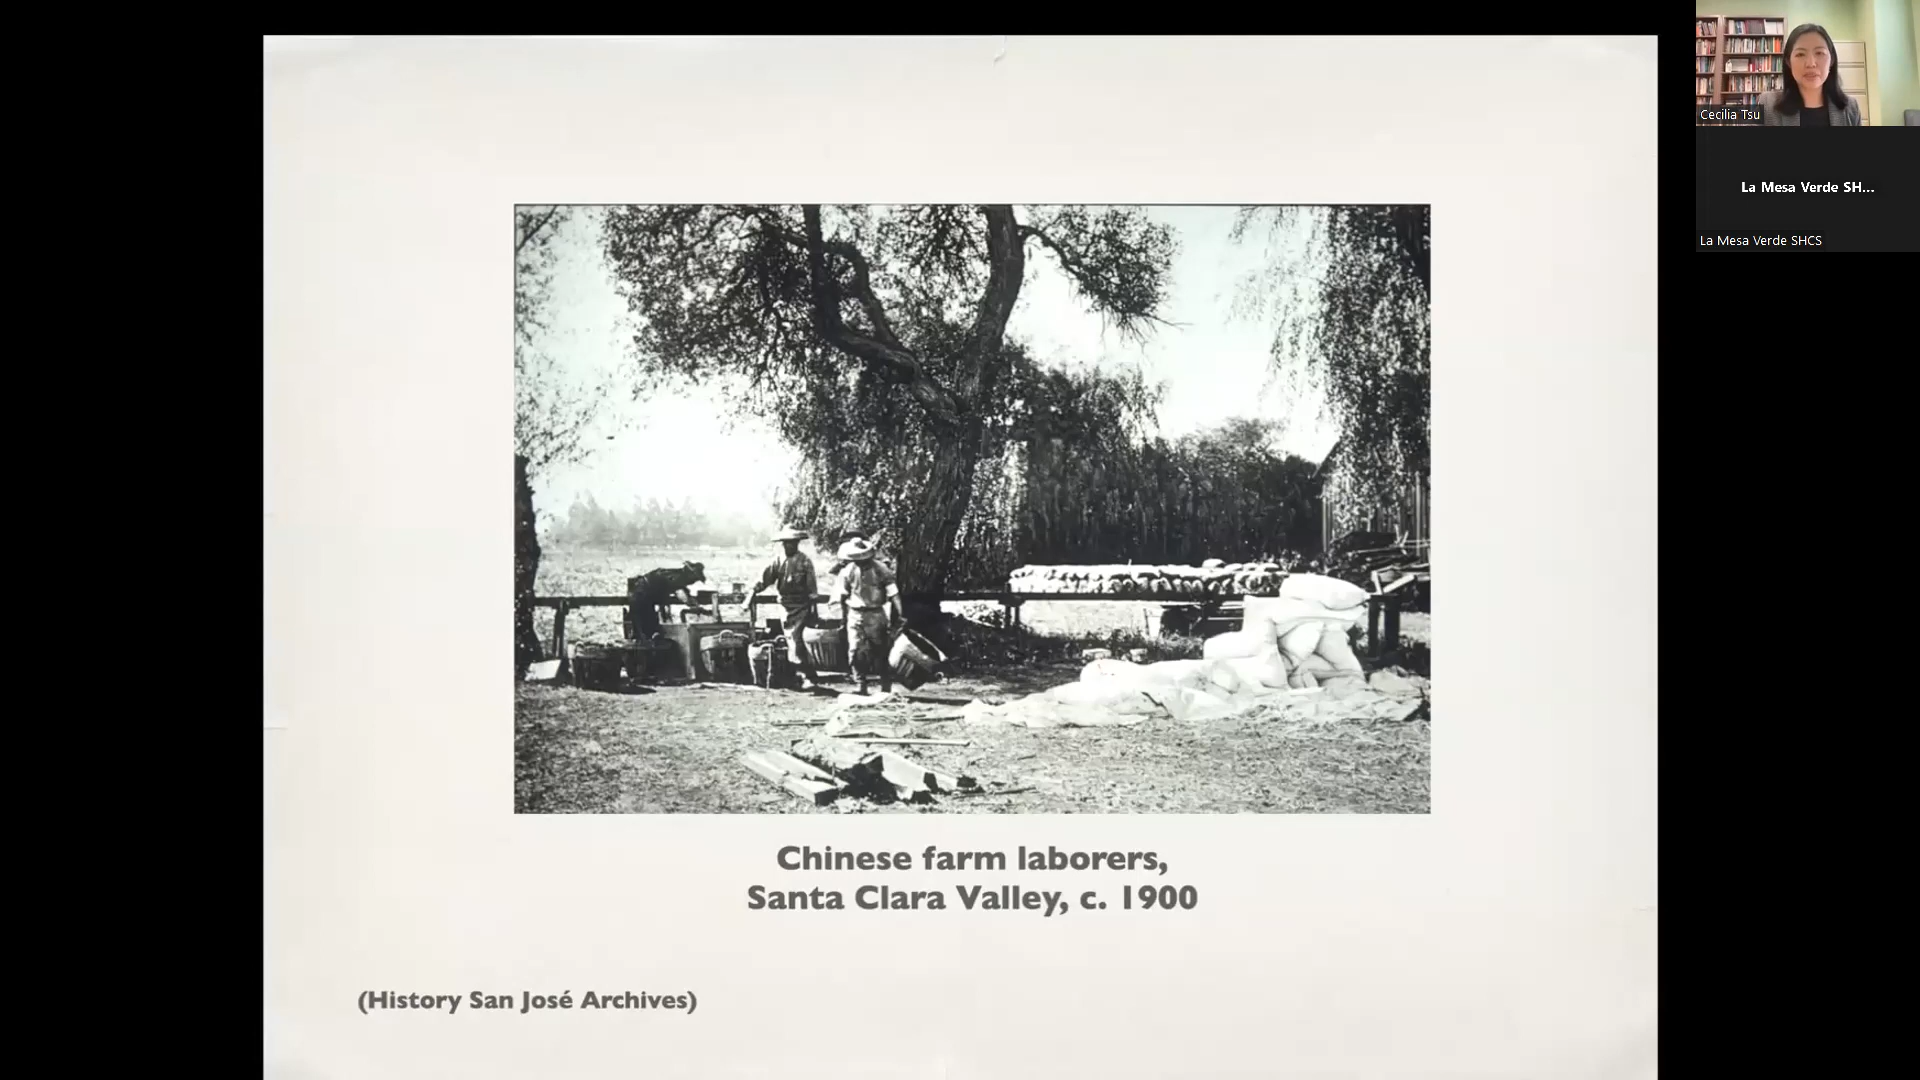 Chinese farm laborers,
Santa Clara Valley, c. 1900
(History San José Archives)
Cecilia Tsu
La Mesa Verde SH...
La Mesa Verde SHCS